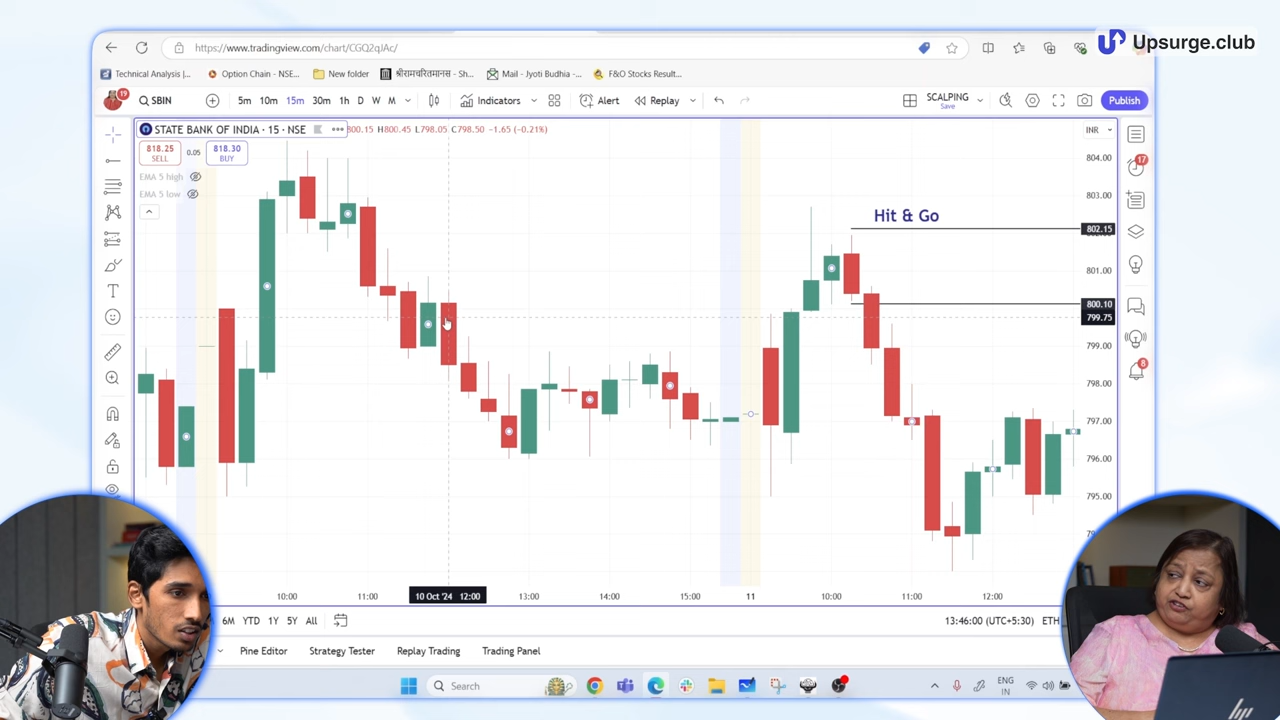 Upsurge.club
https://www.tradingview.com/chart/CGQ2qJAc/
Technical Analysis |... Option Chain - NSE... New folder श्रीरामचरितमानस - Sh... Mail - Jyoti Budhia -... F&O Stocks Result...
19 SBIN 5m 10m 15m 30m 1h D W M Indicators Alert Replay SCALPING Save Publish
STATE BANK OF INDIA · 15 · NSE 800.15 H800.45 L798.05 C798.50 -1.65 (-0.21%) INR
818.25 SELL 0.05 818.30 BUY
EMA 5 high
EMA 5 low
17
8
Hit & Go
804.00
803.00
802.15
801.00
800.10
799.75
799.00
798.00
797.00
796.00
795.00
10:00 11:00 10 Oct '24 12:00 13:00 14:00 15:00 11 10:00 11:00 12:00
6M YTD 1Y 5Y All 13:46:00 (UTC+5:30) ETH
Pine Editor Strategy Tester Replay Trading Trading Panel
Search ENG IN
hp